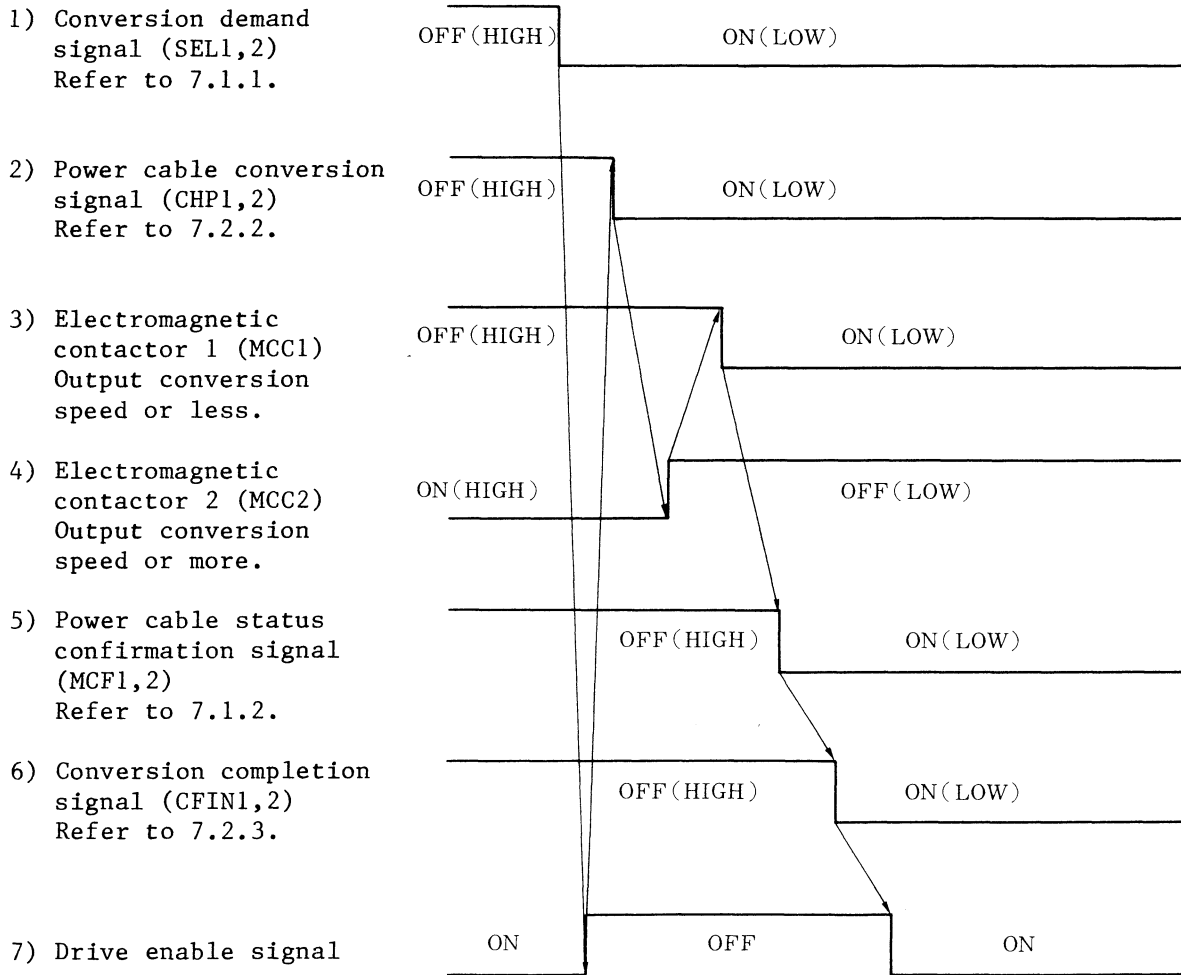 1) Conversion demand
signal (SEL1,2)
Refer to 7.1.1.
OFF(HIGH)
ON(LOW)
2) Power cable conversion
signal (CHP1,2)
Refer to 7.2.2.
OFF(HIGH)
ON(LOW)
3) Electromagnetic
contactor 1 (MCC1)
Output conversion
speed or less.
OFF(HIGH)
ON(LOW)
4) Electromagnetic
contactor 2 (MCC2)
Output conversion
speed or more.
ON(HIGH)
OFF(LOW)
5) Power cable status
confirmation signal
(MCF1,2)
Refer to 7.1.2.
OFF(HIGH)
ON(LOW)
6) Conversion completion
signal (CFIN1,2)
Refer to 7.2.3.
OFF(HIGH)
ON(LOW)
7) Drive enable signal
ON
OFF
ON